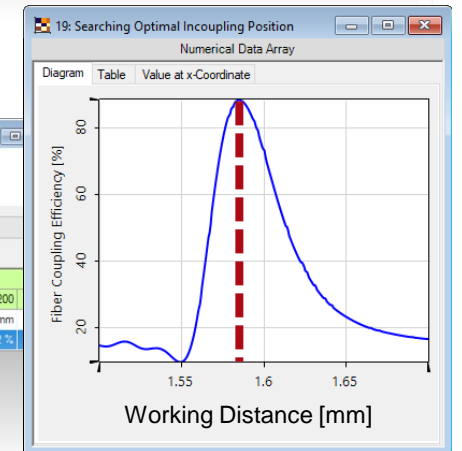 19: Searching Optimal Incoupling Position
Numerical Data Array
Diagram Table Value at x-Coordinate
Fiber Coupling Efficiency [%]
80
60
40
20
1.55 1.6 1.65
Working Distance [mm]
200
mm
2 %